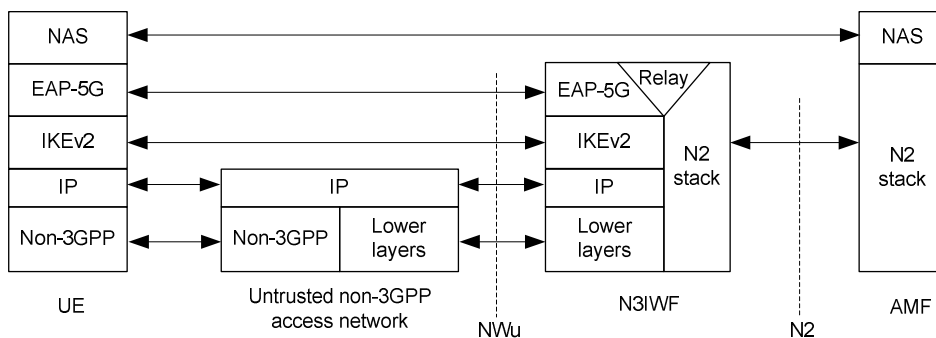 NAS
NAS
EAP-5G
EAP-5G
Relay
IKEv2
IKEv2
N2
stack
N2
stack
IP
IP
IP
Non-3GPP
Non-3GPP
Lower
layers
Lower
layers
UE
Untrusted non-3GPP
access network
NWu
N3IWF
N2
AMF